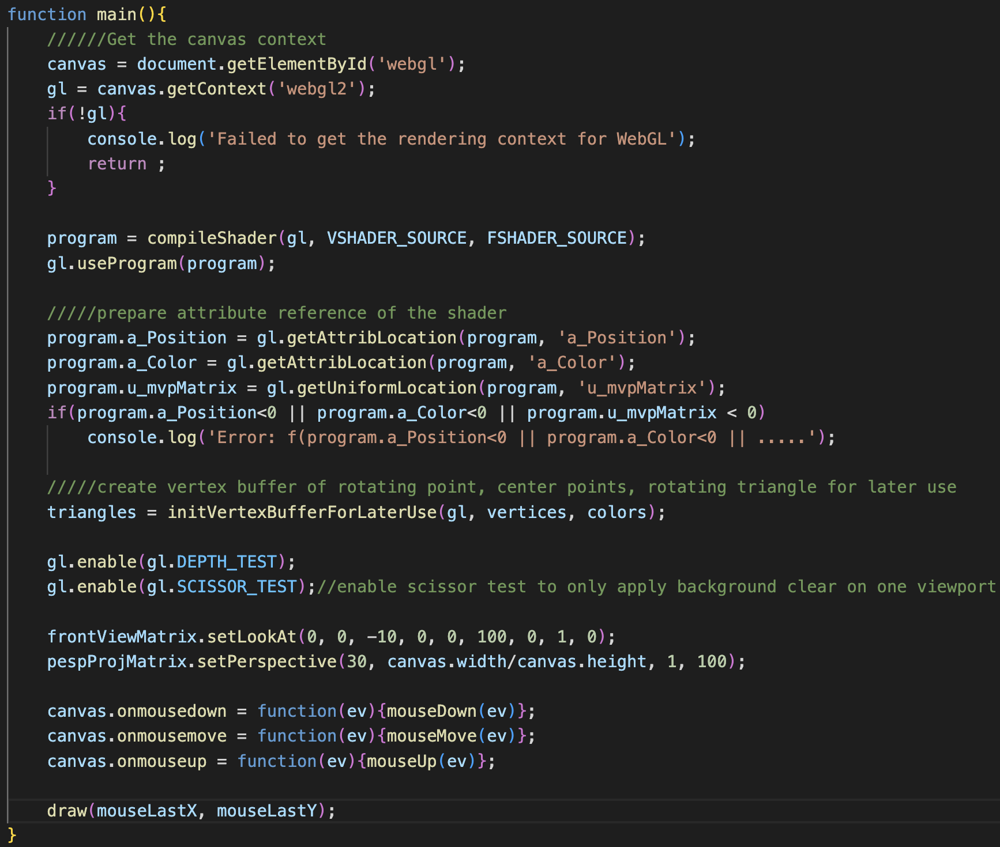 function main(){
//////Get the canvas context
canvas = document.getElementById('webgl');
gl = canvas.getContext('webgl2');
if(!gl){
console.log('Failed to get the rendering context for WebGL');
return ;
}
program = compileShader(gl, VSHADER_SOURCE, FSHADER_SOURCE);
gl.useProgram(program);
/////prepare attribute reference of the shader
program.a_Position = gl.getAttribLocation(program, 'a_Position');
program.a_Color = gl.getAttribLocation(program, 'a_Color');
program.u_mvpMatrix = gl.getUniformLocation(program, 'u_mvpMatrix');
if(program.a_Position<0 || program.a_Color<0 || program.u_mvpMatrix < 0)
console.log('Error: f(program.a_Position<0 || program.a_Color<0 || .....');
/////create vertex buffer of rotating point, center points, rotating triangle for later use
triangles = initVertexBufferForLaterUse(gl, vertices, colors);
gl.enable(gl.DEPTH_TEST);
gl.enable(gl.SCISSOR_TEST);//enable scissor test to only apply background clear on one viewport
frontViewMatrix.setLookAt(0, 0, -10, 0, 0, 100, 0, 1, 0);
pespProjMatrix.setPerspective(30, canvas.width/canvas.height, 1, 100);
canvas.onmousedown = function(ev){mouseDown(ev)};
canvas.onmousemove = function(ev){mouseMove(ev)};
canvas.onmouseup = function(ev){mouseUp(ev)};
draw(mouseLastX, mouseLastY);
}